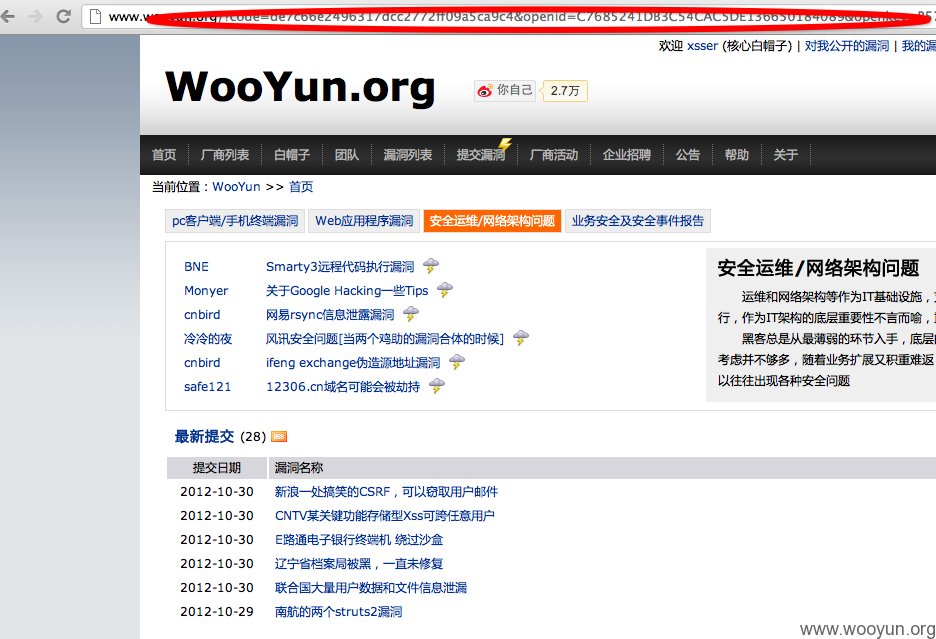 www.wooyun.org/?code=de7c66e2496317dcc2772ff09a5ca9c4&openid=C7685241DB3C54CAC5DE136650184089&openkey
欢迎 xsser (核心白帽子) | 对我公开的漏洞 | 我的漏
WooYun.org
你自己 2.7万
首页 厂商列表 白帽子 团队 漏洞列表 提交漏洞 厂商活动 企业招聘 公告 帮助 关于
当前位置：WooYun >> 首页
pc客户端/手机终端漏洞 Web应用程序漏洞 安全运维/网络架构问题 业务安全及安全事件报告
BNE Smarty3远程代码执行漏洞
Monyer 关于Google Hacking一些Tips
cnbird 网易rsync信息泄露漏洞
冷冷的夜 风讯安全问题[当两个鸡助的漏洞合体的时候]
cnbird ifeng exchange伪造源地址漏洞
safe121 12306.cn域名可能会被劫持
安全运维/网络架构问题
运维和网络架构等作为IT基础设施，
行，作为IT架构的底层重要性不言而喻，
黑客总是从最薄弱的环节入手，底层
考虑并不够多，随着业务扩展又积重难返
以往往出现各种安全问题
最新提交 (28) RSS
提交日期 漏洞名称
2012-10-30 新浪一处搞笑的CSRF，可以窃取用户邮件
2012-10-30 CNTV某关键功能存储型Xss可跨任意用户
2012-10-30 E路通电子银行终端机 绕过沙盒
2012-10-30 辽宁省档案局被黑，一直未修复
2012-10-30 联合国大量用户数据和文件信息泄漏
2012-10-29 南航的两个struts2漏洞
www.wooyun.org